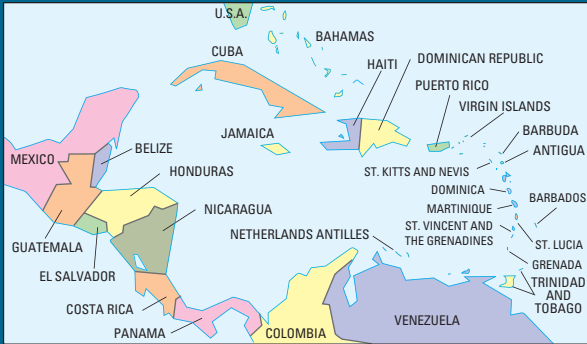 U.S.A.
BAHAMAS
CUBA
HAITI
DOMINICAN REPUBLIC
PUERTO RICO
VIRGIN ISLANDS
JAMAICA
BARBUDA
MEXICO
BELIZE
ANTIGUA
HONDURAS
ST. KITTS AND NEVIS
DOMINICA
NICARAGUA
MARTINIQUE
BARBADOS
GUATEMALA
NETHERLANDS ANTILLES
ST. VINCENT AND
THE GRENADINES
ST. LUCIA
EL SALVADOR
GRENADA
TRINIDAD
AND
TOBAGO
COSTA RICA
PANAMA
COLOMBIA
VENEZUELA